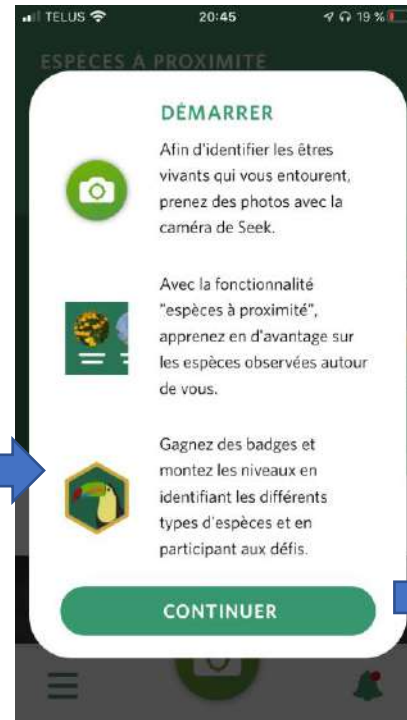 TELUS 20:45 19 %
ESPÈCES À PROXIMITÉ
DÉMARRER
Afin d'identifier les êtres
vivants qui vous entourent,
prenez des photos avec la
caméra de Seek.
Avec la fonctionnalité
"espèces à proximité",
apprenez en d'avantage sur
les espèces observées autour
de vous.
Gagnez des badges et
montez les niveaux en
identifiant les différents
types d'espèces et en
participant aux défis.
CONTINUER